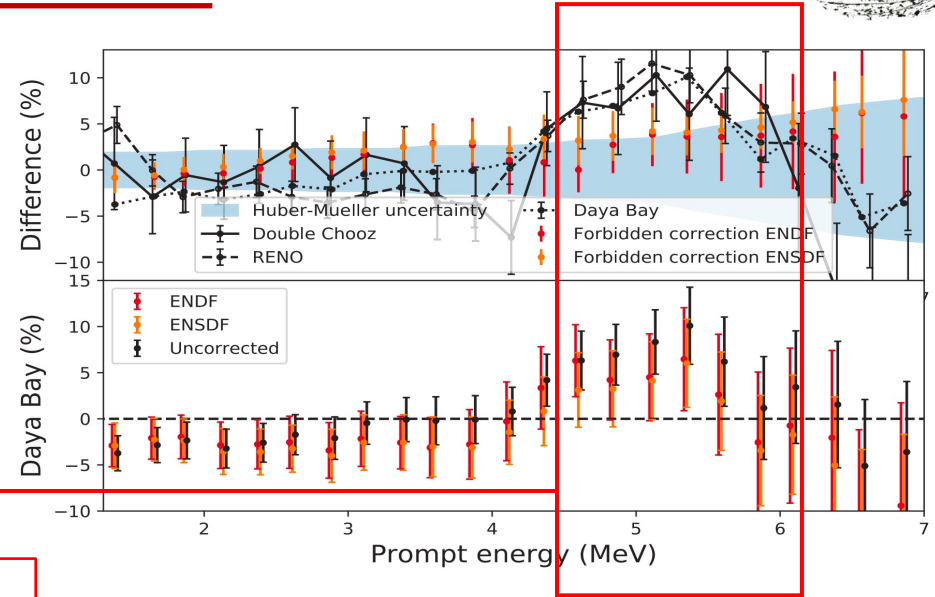 Difference (%)
10
5
0
−5
−10
Huber-Mueller uncertainty
Double Chooz
RENO
Daya Bay
Forbidden correction ENDF
Forbidden correction ENSDF
Daya Bay (%)
15
10
5
0
−5
−10
ENDF
ENSDF
Uncorrected
2 3 4 5 6 7
Prompt energy (MeV)